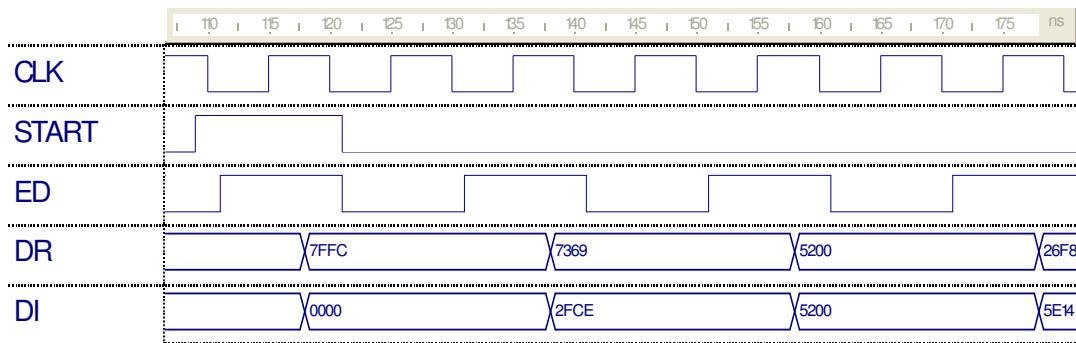 110 115 120 125 130 135 140 145 150 155 160 165 170 175 ns
CLK
START
ED
DR 7FFC 7369 5200 26F8
DI 0000 2FCE 5200 5E14